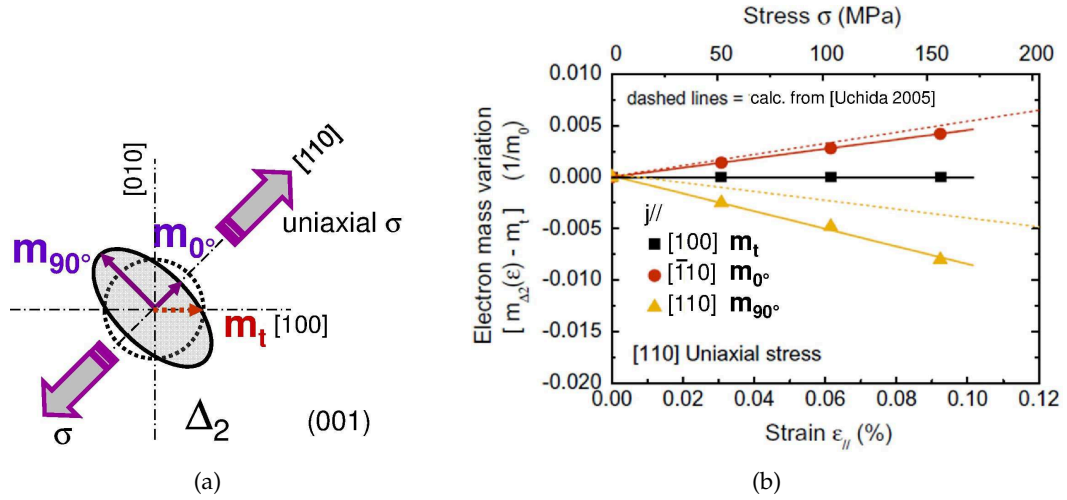 [010]
[110]
uniaxial σ
m0°
m90°
mt [100]
σ
Δ2
(001)
(a)
Stress σ (MPa)
0 50 100 150 200
dashed lines = calc. from [Uchida 2005]
Electron mass variation
[ mΔ2(ε) - mt ] (1/m0)
0.010
0.005
0.000
-0.005
-0.010
-0.015
-0.020
j//
[100] mt
[1̅10] m0°
[110] m90°
[110] Uniaxial stress
0.00 0.02 0.04 0.06 0.08 0.10 0.12
Strain ε// (%)
(b)